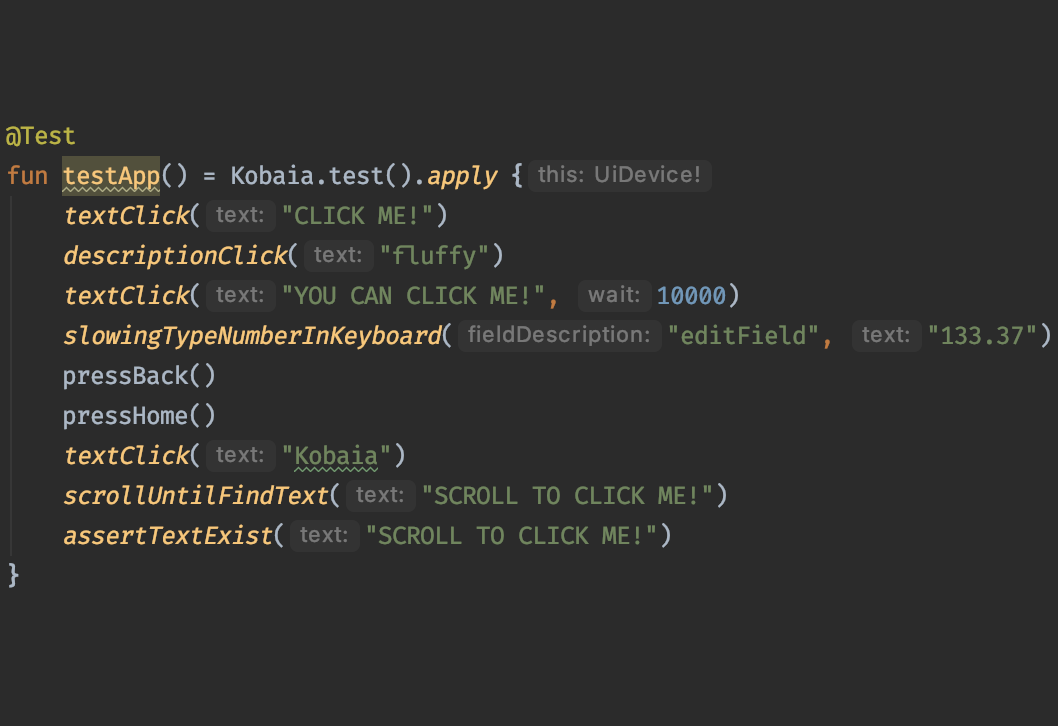 @Test
fun testApp() = Kobaia.test().apply { this: UiDevice!
textClick( text: "CLICK ME!")
descriptionClick( text: "fluffy")
textClick( text: "YOU CAN CLICK ME!", wait: 10000)
slowingTypeNumberInKeyboard( fieldDescription: "editField", text: "133.37")
pressBack()
pressHome()
textClick( text: "Kobaia")
scrollUntilFindText( text: "SCROLL TO CLICK ME!")
assertTextExist( text: "SCROLL TO CLICK ME!")
}